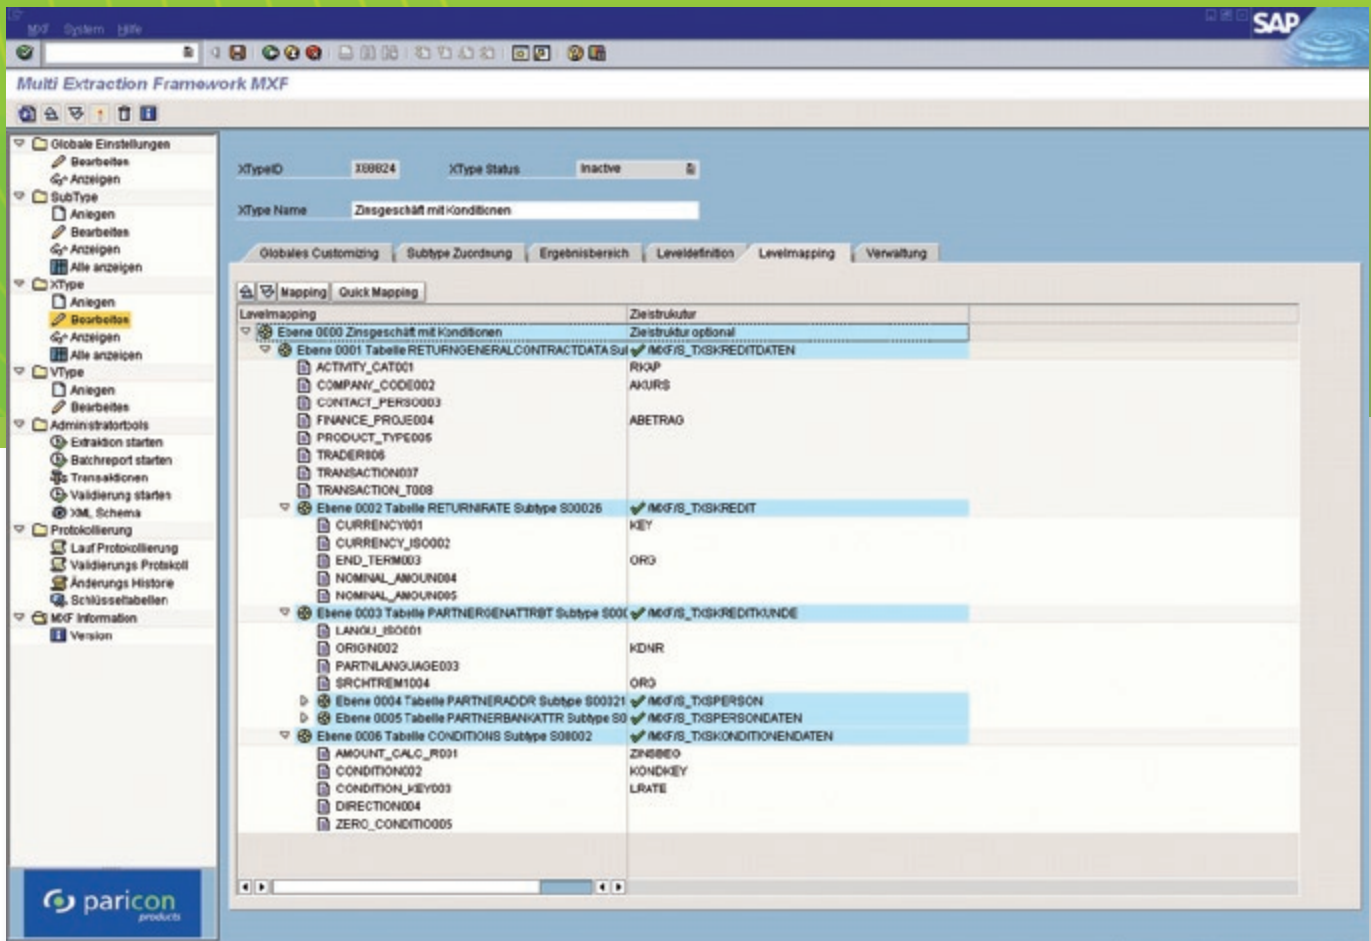 MXF System Hilfe
SAP
Multi Extraction Framework MXF
Globale Einstellungen
Bearbeiten
Anzeigen
SubType
Anlegen
Bearbeiten
Anzeigen
Alle anzeigen
XType
Anlegen
Bearbeiten
Anzeigen
Alle anzeigen
VType
Anlegen
Bearbeiten
Administratortools
Extraktion starten
Batchreport starten
Transaktionen
Validierung starten
XML Schema
Protokollierung
Lauf Protokollierung
Validierungs Protokoll
Änderungs Historie
Schlüsseltabellen
MXF Information
Version
paricon
products
XTypeID X00024 XType Status Inactive
XType Name Zinsgeschäft mit Konditionen
Globales Customizing Subtype Zuordnung Ergebnisbereich Leveldefinition Levelmapping Verwaltung
Mapping Quick Mapping
Levelmapping Zielstrukutur
Ebene 0000 Zinsgeschäft mit Konditionen Zielstruktur optional
Ebene 0001 Tabelle RETURNGENERALCONTRACTDATA Sul /MXF/S_TXSKREDITDATEN
ACTIVITY_CAT001 RKAP
COMPANY_CODE002 AKURS
CONTACT_PERSO003
FINANCE_PROJE004 ABETRAG
PRODUCT_TYPE005
TRADER006
TRANSACTION007
TRANSACTION_T008
Ebene 0002 Tabelle RETURNIRATE Subtype S00026 /MXF/S_TXSKREDIT
CURRENCY001 KEY
CURRENCY_ISO002
END_TERM003 ORG
NOMINAL_AMOUN004
NOMINAL_AMOUN005
Ebene 0003 Tabelle PARTNERGENATTRBT Subtype S00( /MXF/S_TXSKREDITKUNDE
LANGU_ISO001
ORIGIN002 KDNR
PARTNLANGUAGE003
SRCHTREM1004 ORG
Ebene 0004 Tabelle PARTNERADDR Subtype S00021 /MXF/S_TXSPERSON
Ebene 0005 Tabelle PARTNERBANKATTR Subtype S0 /MXF/S_TXSPERSONDATEN
Ebene 0006 Tabelle CONDITIONS Subtype S08002 /MXF/S_TXSKONDITIONENDATEN
AMOUNT_CALC_R001 ZINSBEG
CONDITION002 KONDKEY
CONDITION_KEY003 LRATE
DIRECTION004
ZERO_CONDITIO005